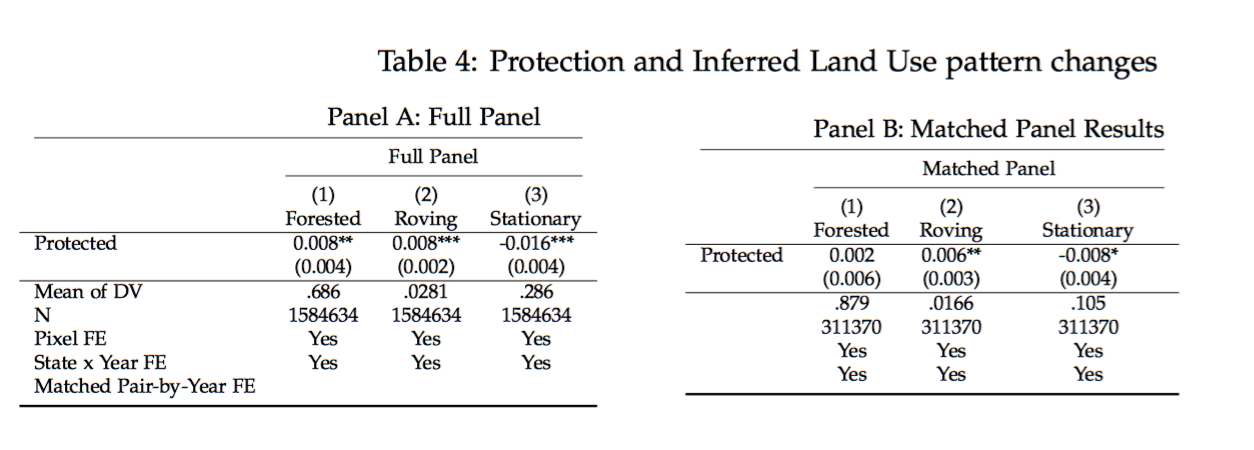 Table 4: Protection and Inferred Land Use pattern changes
Panel A: Full Panel
Full Panel
(1) (2) (3)
Forested Roving Stationary
Protected 0.008** 0.008*** -0.016***
(0.004) (0.002) (0.004)
Mean of DV .686 .0281 .286
N 1584634 1584634 1584634
Pixel FE Yes Yes Yes
State x Year FE Yes Yes Yes
Matched Pair-by-Year FE
Panel B: Matched Panel Results
Matched Panel
(1) (2) (3)
Forested Roving Stationary
Protected 0.002 0.006** -0.008*
(0.006) (0.003) (0.004)
.879 .0166 .105
311370 311370 311370
Yes Yes Yes
Yes Yes Yes